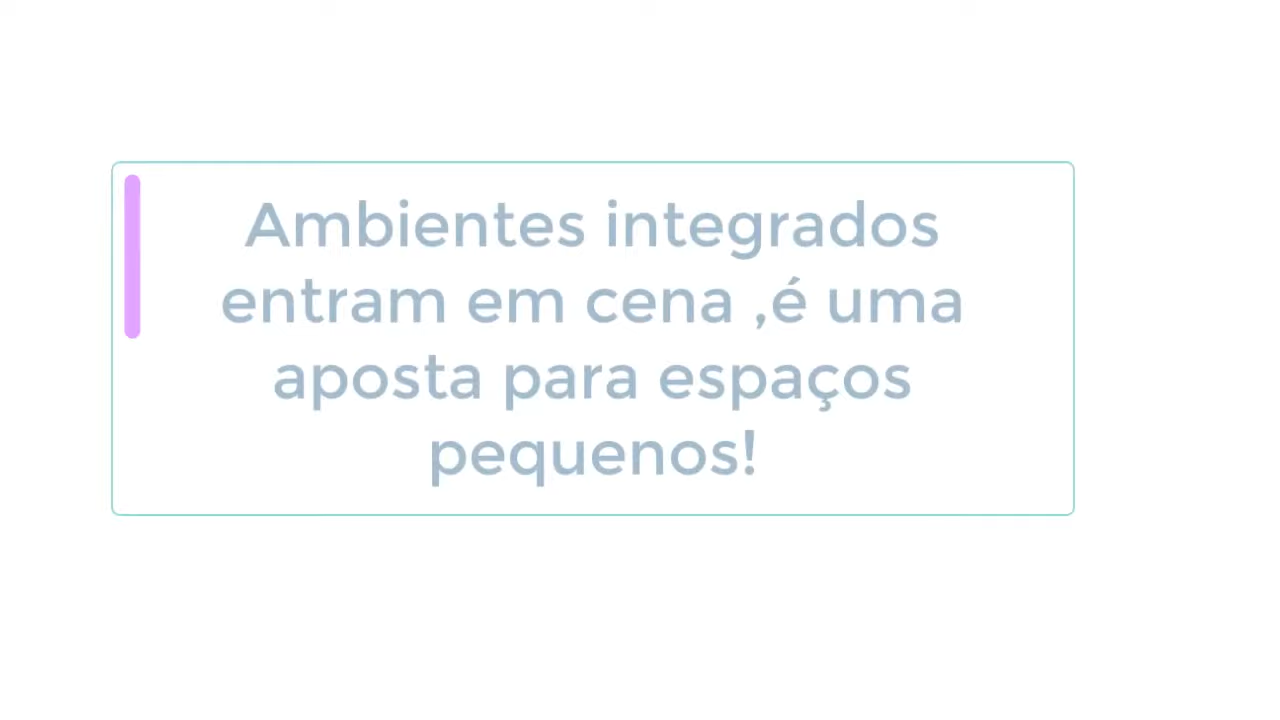 Ambientes integrados
entram em cena ,é uma
aposta para espaços
pequenos!